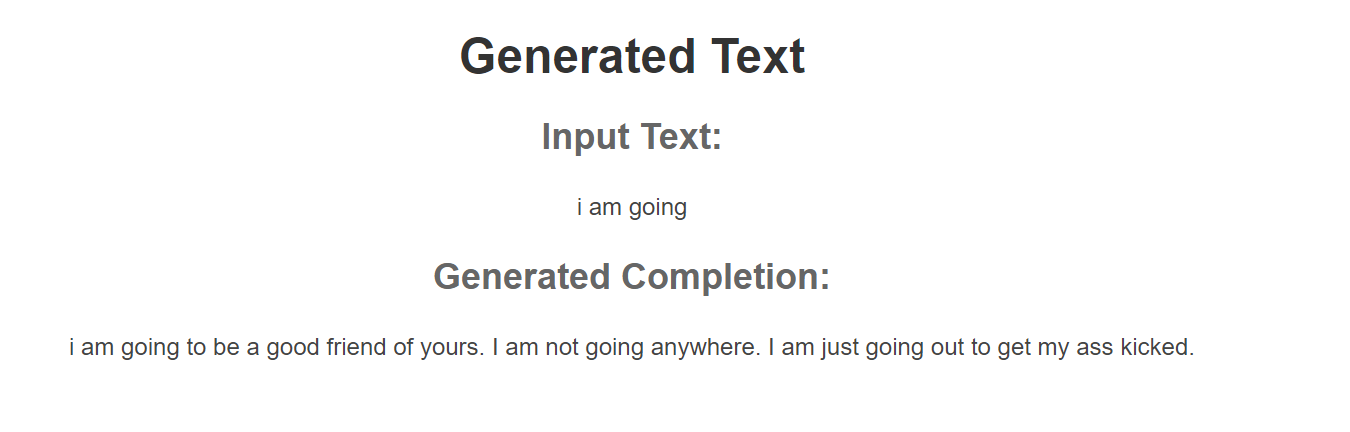 Generated Text
Input Text:
i am going
Generated Completion:
i am going to be a good friend of yours. I am not going anywhere. I am just going out to get my ass kicked.